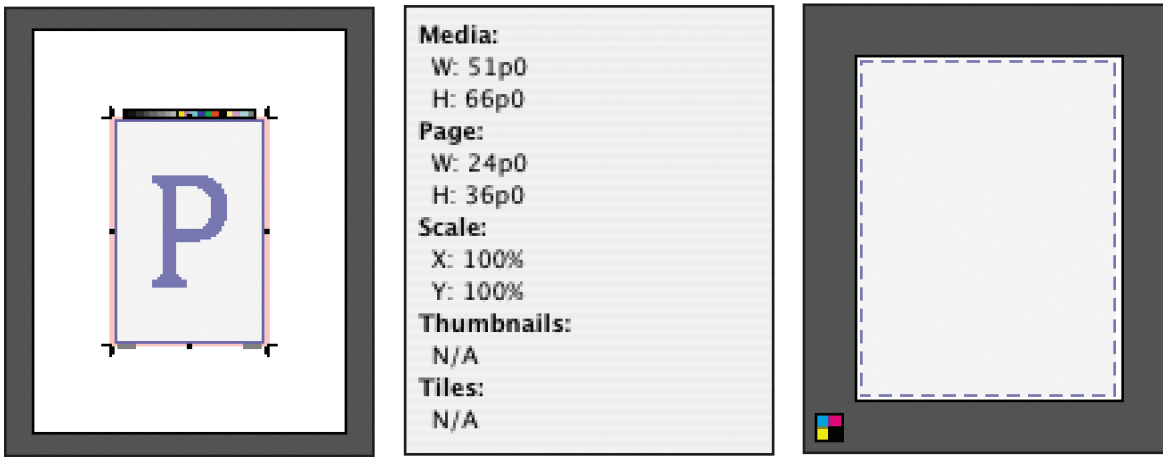 P
Media:
W: 51p0
H: 66p0
Page:
W: 24p0
H: 36p0
Scale:
X: 100%
Y: 100%
Thumbnails:
N/A
Tiles:
N/A